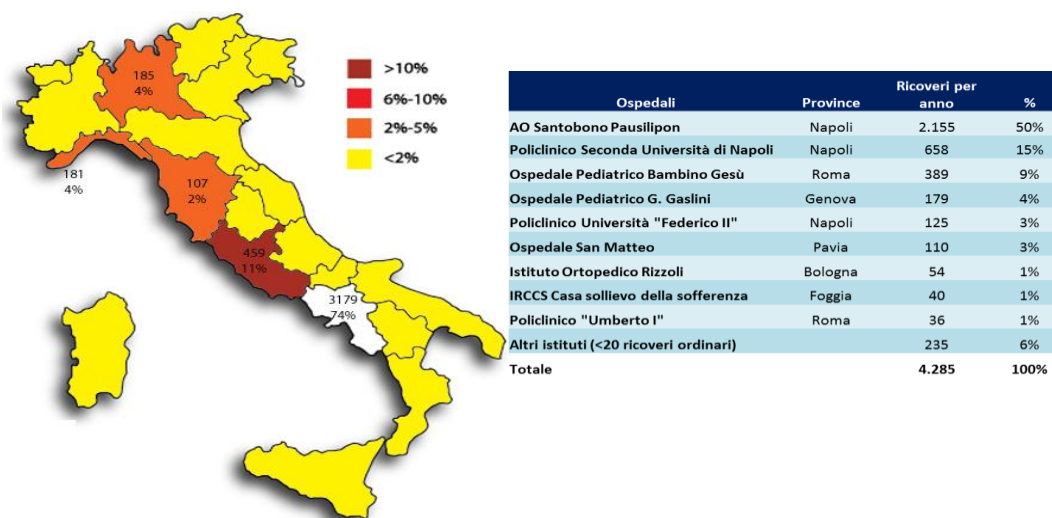 185
4%
181
4%
107
2%
459
11%
3179
74%
>10%
6%-10%
2%-5%
<2%
Ospedali Province Ricoveri per anno %
AO Santobono Pausilipon Napoli 2.155 50%
Policlinico Seconda Università di Napoli Napoli 658 15%
Ospedale Pediatrico Bambino Gesù Roma 389 9%
Ospedale Pediatrico G. Gaslini Genova 179 4%
Policlinico Università "Federico II" Napoli 125 3%
Ospedale San Matteo Pavia 110 3%
Istituto Ortopedico Rizzoli Bologna 54 1%
IRCCS Casa sollievo della sofferenza Foggia 40 1%
Policlinico "Umberto I" Roma 36 1%
Altri istituti (<20 ricoveri ordinari) 235 6%
Totale 4.285 100%